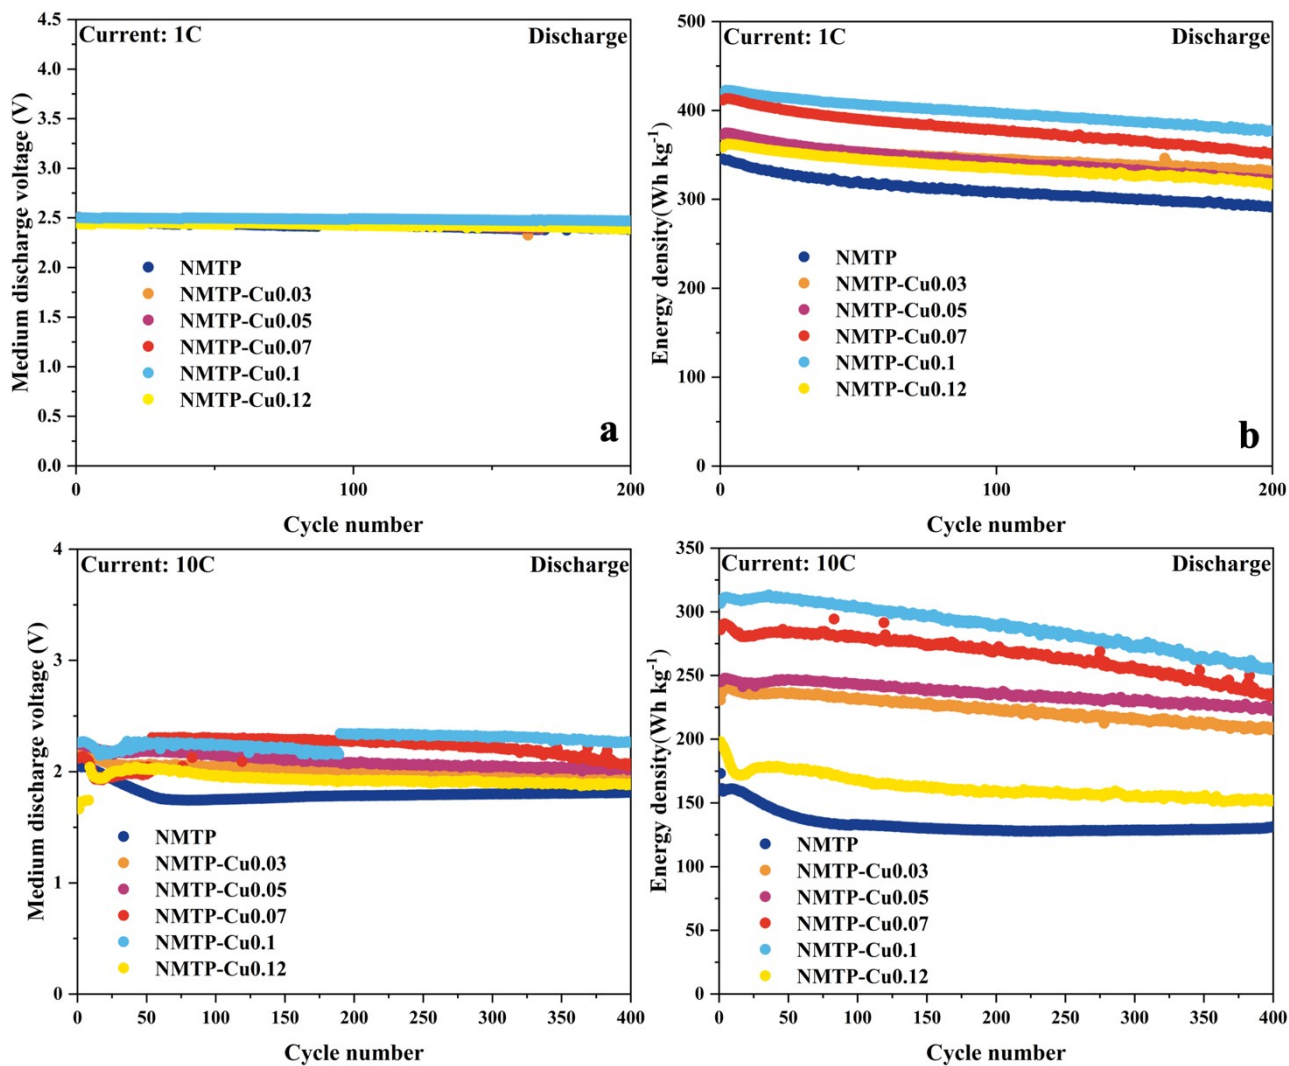 Current: 1C
Discharge
Medium discharge voltage (V)
4.5
4.0
3.5
3.0
2.5
2.0
1.5
1.0
0.5
0.0
NMTP
NMTP-Cu0.03
NMTP-Cu0.05
NMTP-Cu0.07
NMTP-Cu0.1
NMTP-Cu0.12
a
0
100
200
Cycle number
Current: 1C
Discharge
Energy density(Wh kg⁻¹)
500
400
300
200
100
0
NMTP
NMTP-Cu0.03
NMTP-Cu0.05
NMTP-Cu0.07
NMTP-Cu0.1
NMTP-Cu0.12
b
0
100
200
Cycle number
Current: 10C
Discharge
Medium discharge voltage (V)
4
3
2
1
0
NMTP
NMTP-Cu0.03
NMTP-Cu0.05
NMTP-Cu0.07
NMTP-Cu0.1
NMTP-Cu0.12
0
50
100
150
200
250
300
350
400
Cycle number
Current: 10C
Discharge
Energy density(Wh kg⁻¹)
350
300
250
200
150
100
50
0
NMTP
NMTP-Cu0.03
NMTP-Cu0.05
NMTP-Cu0.07
NMTP-Cu0.1
NMTP-Cu0.12
0
50
100
150
200
250
300
350
400
Cycle number